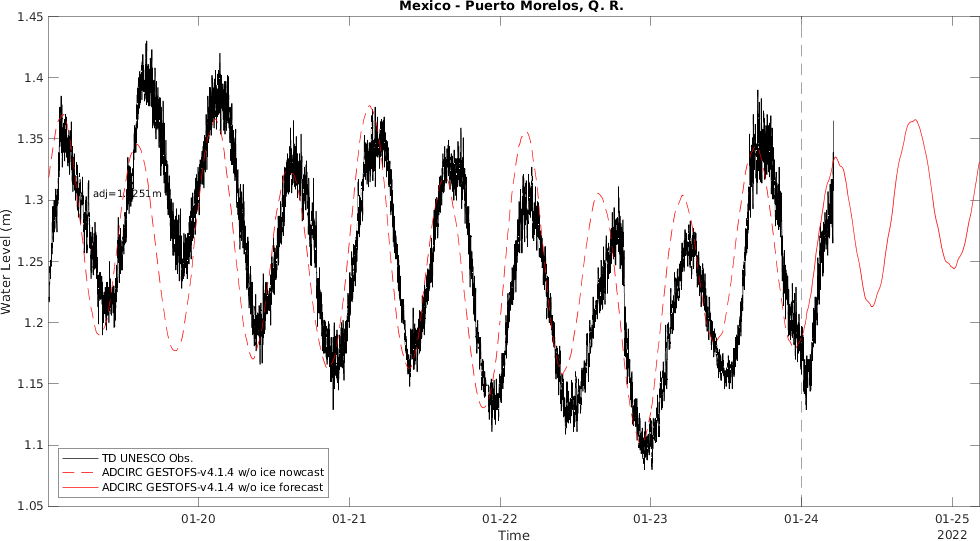 Mexico - Puerto Morelos, Q. R.
1.45
1.4
1.35
1.3
1.25
1.2
1.15
1.1
1.05
Water Level (m)
TD UNESCO Obs.
ADCIRC GESTOFS-v4.1.4 w/o ice nowcast
ADCIRC GESTOFS-v4.1.4 w/o ice forecast
01-20 01-21 01-22 01-23 01-24 01-25
Time 2022